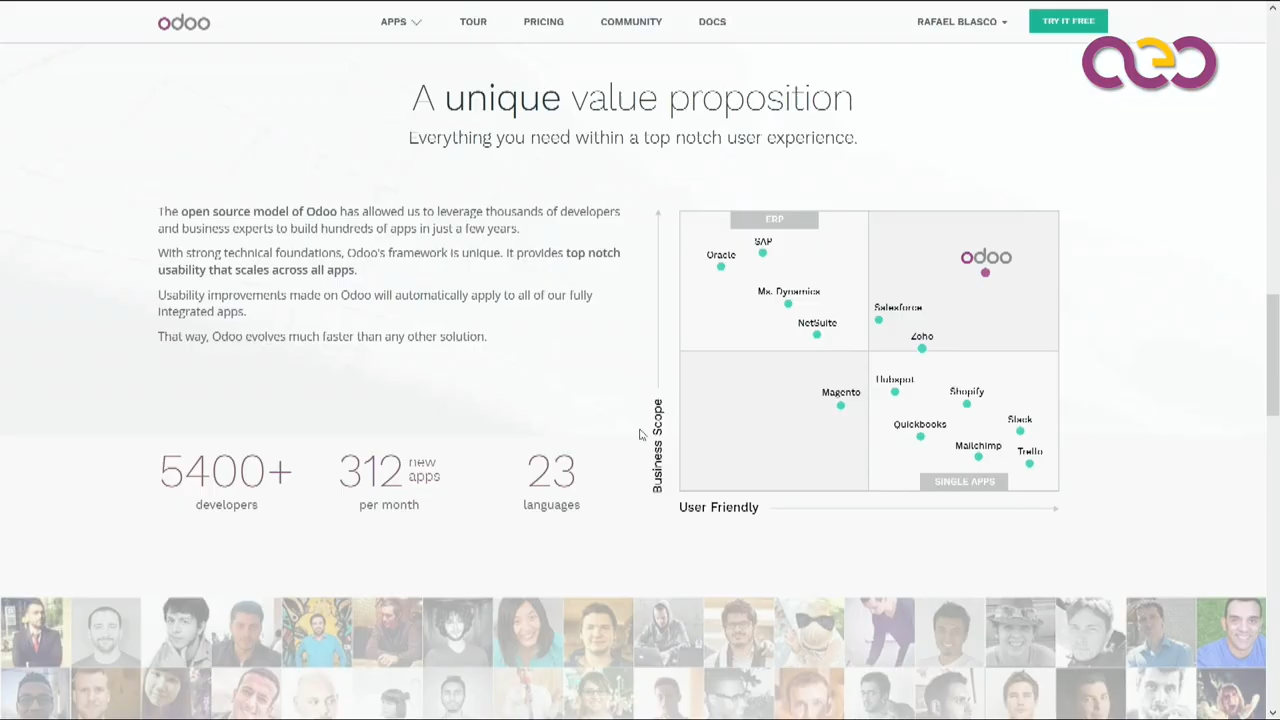 odoo
APPS
TOUR
PRICING
COMMUNITY
DOCS
RAFAEL BLASCO
TRY IT FREE
A unique value proposition
Everything you need within a top notch user experience.
The open source model of Odoo has allowed us to leverage thousands of developers
and business experts to build hundreds of apps in just a few years.
With strong technical foundations, Odoo's framework is unique. It provides top notch
usability that scales across all apps.
Usability improvements made on Odoo will automatically apply to all of our fully
integrated apps.
That way, Odoo evolves much faster than any other solution.
5400+
developers
312 new apps
per month
23
languages
ERP
SAP
Oracle
Ms. Dynamics
NetSuite
odoo
Salesforce
Zoho
Magento
Hubspot
Shopify
Quickbooks
Slack
Mailchimp
Trello
SINGLE APPS
Business Scope
User Friendly